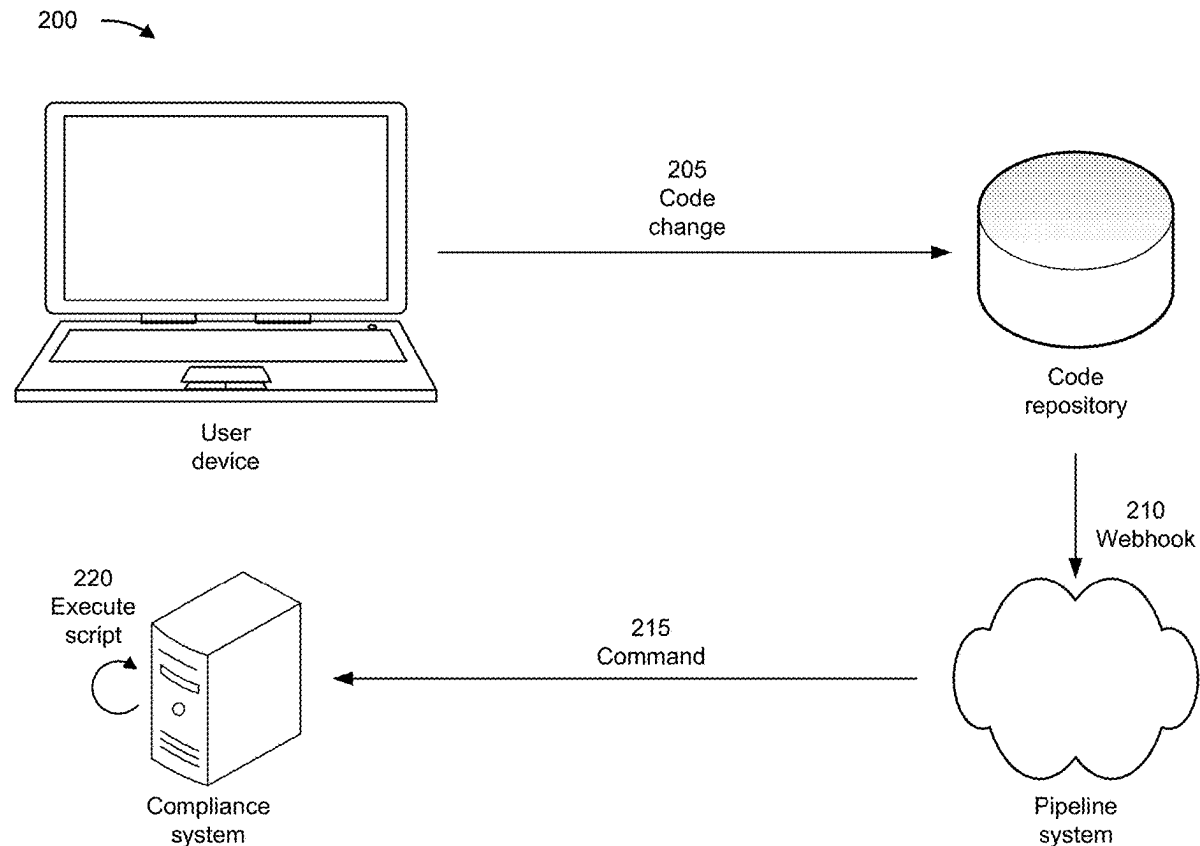 200
205
Code
change
User
device
Code
repository
210
Webhook
220
Execute
script
215
Command
Compliance
system
Pipeline
system